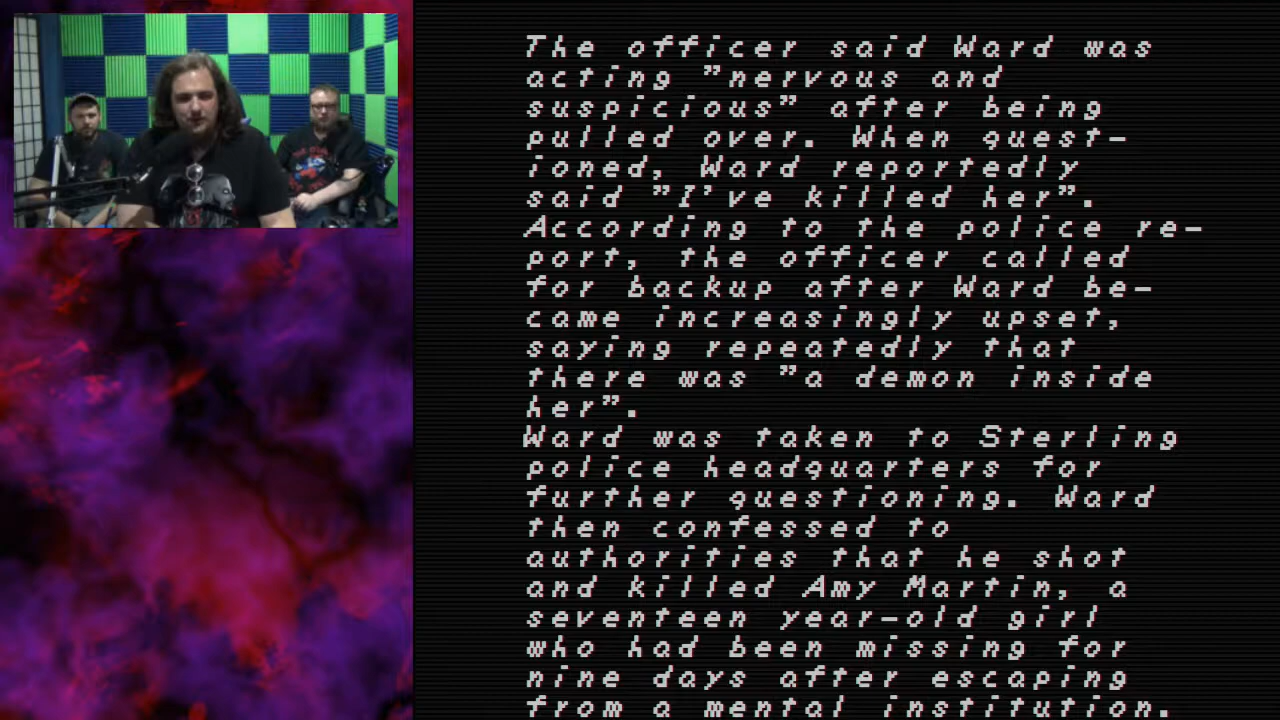 The officer said Ward was
acting "nervous and
suspicious" after being
pulled over. When quest-
ioned, Ward reportedly
said "I've killed her".
According to the police re-
port, the officer called
for backup after Ward be-
came increasingly upset,
saying repeatedly that
there was "a demon inside
her".
Ward was taken to Sterling
police headquarters for
further questioning. Ward
then confessed to
authorities that he shot
and killed Amy Martin, a
seventeen year-old girl
who had been missing for
nine days after escaping
from a mental institution.